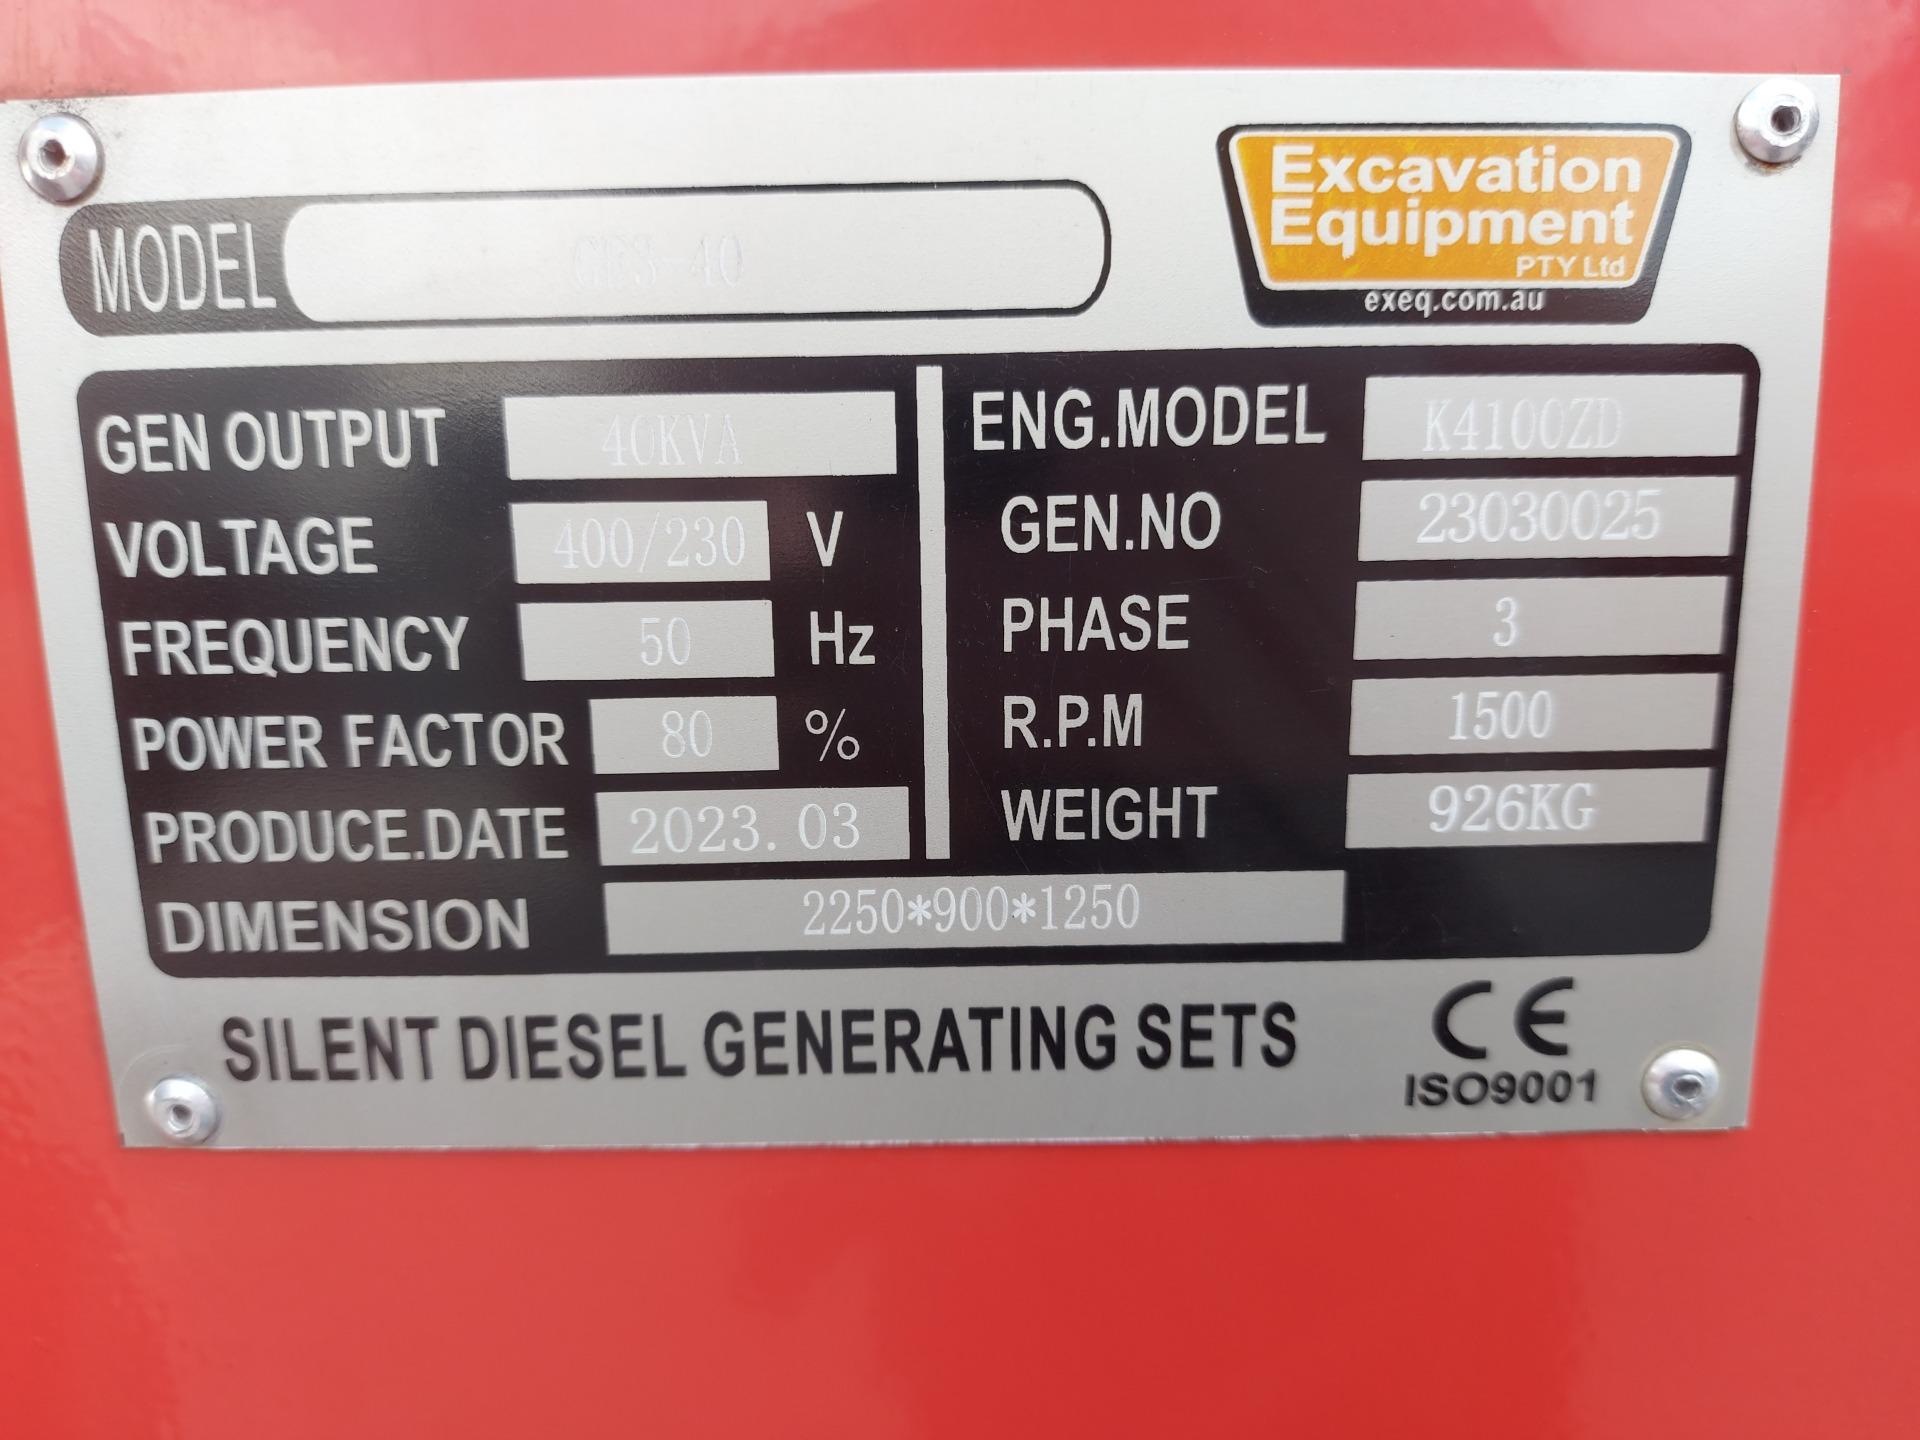 MODEL GF3-40
Excavation
Equipment
PTY Ltd
exeq.com.au
GEN OUTPUT 40KVA
VOLTAGE 400/230 V
FREQUENCY 50 Hz
POWER FACTOR 80 %
PRODUCE.DATE 2023.03
DIMENSION 2250*900*1250
ENG.MODEL K4100ZD
GEN.NO 23030025
PHASE 3
R.P.M 1500
WEIGHT 926KG
SILENT DIESEL GENERATING SETS
CE
ISO9001